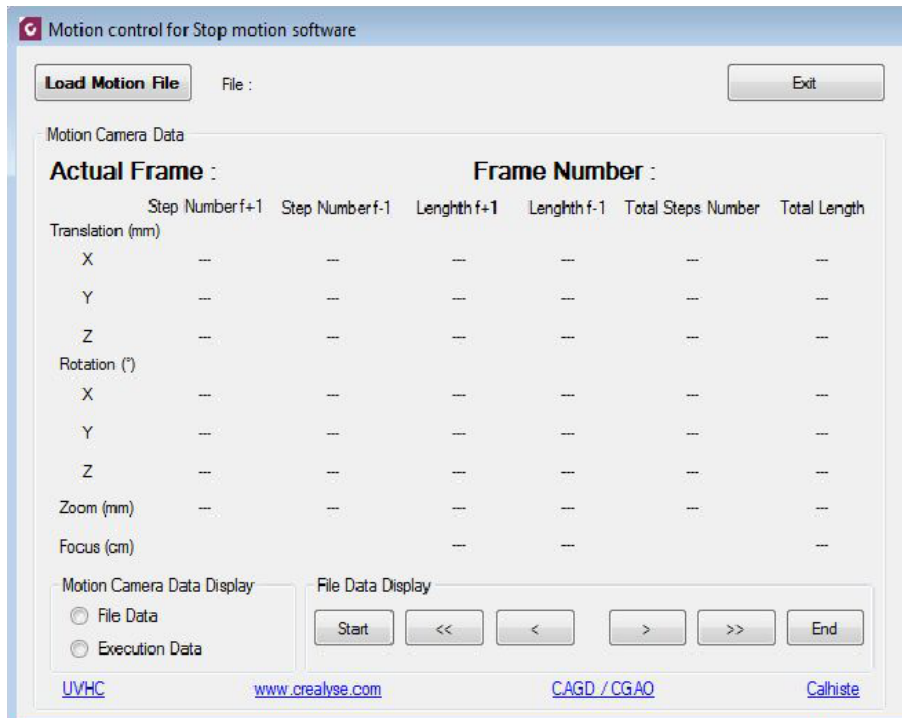 Motion control for Stop motion software
Load Motion File File : Exit
Motion Camera Data
Actual Frame : Frame Number :
Step Number f+1 Step Number f-1 Lenghth f+1 Lenghth f-1 Total Steps Number Total Length
Translation (mm)
X --- --- --- --- --- ---
Y --- --- --- --- --- ---
Z --- --- --- --- --- ---
Rotation (°)
X --- --- --- --- --- ---
Y --- --- --- --- --- ---
Z --- --- --- --- --- ---
Zoom (mm) --- --- --- --- --- ---
Focus (cm) --- --- ---
Motion Camera Data Display File Data Display
File Data
Start << < > >> End
Execution Data
UVHC www.crealyse.com CAGD / CGAO Calhiste